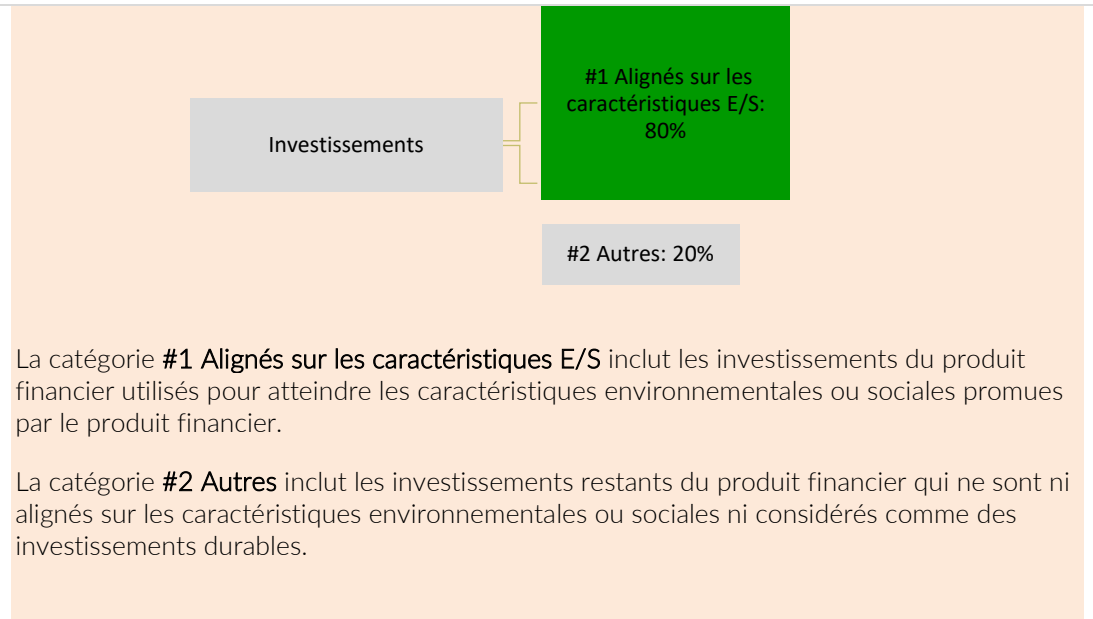 #1 Alignés sur les
caractéristiques E/S:
80%
Investissements
#2 Autres: 20%
La catégorie #1 Alignés sur les caractéristiques E/S inclut les investissements du produit
financier utilisés pour atteindre les caractéristiques environnementales ou sociales promues
par le produit financier.
La catégorie #2 Autres inclut les investissements restants du produit financier qui ne sont ni
alignés sur les caractéristiques environnementales ou sociales ni considérés comme des
investissements durables.